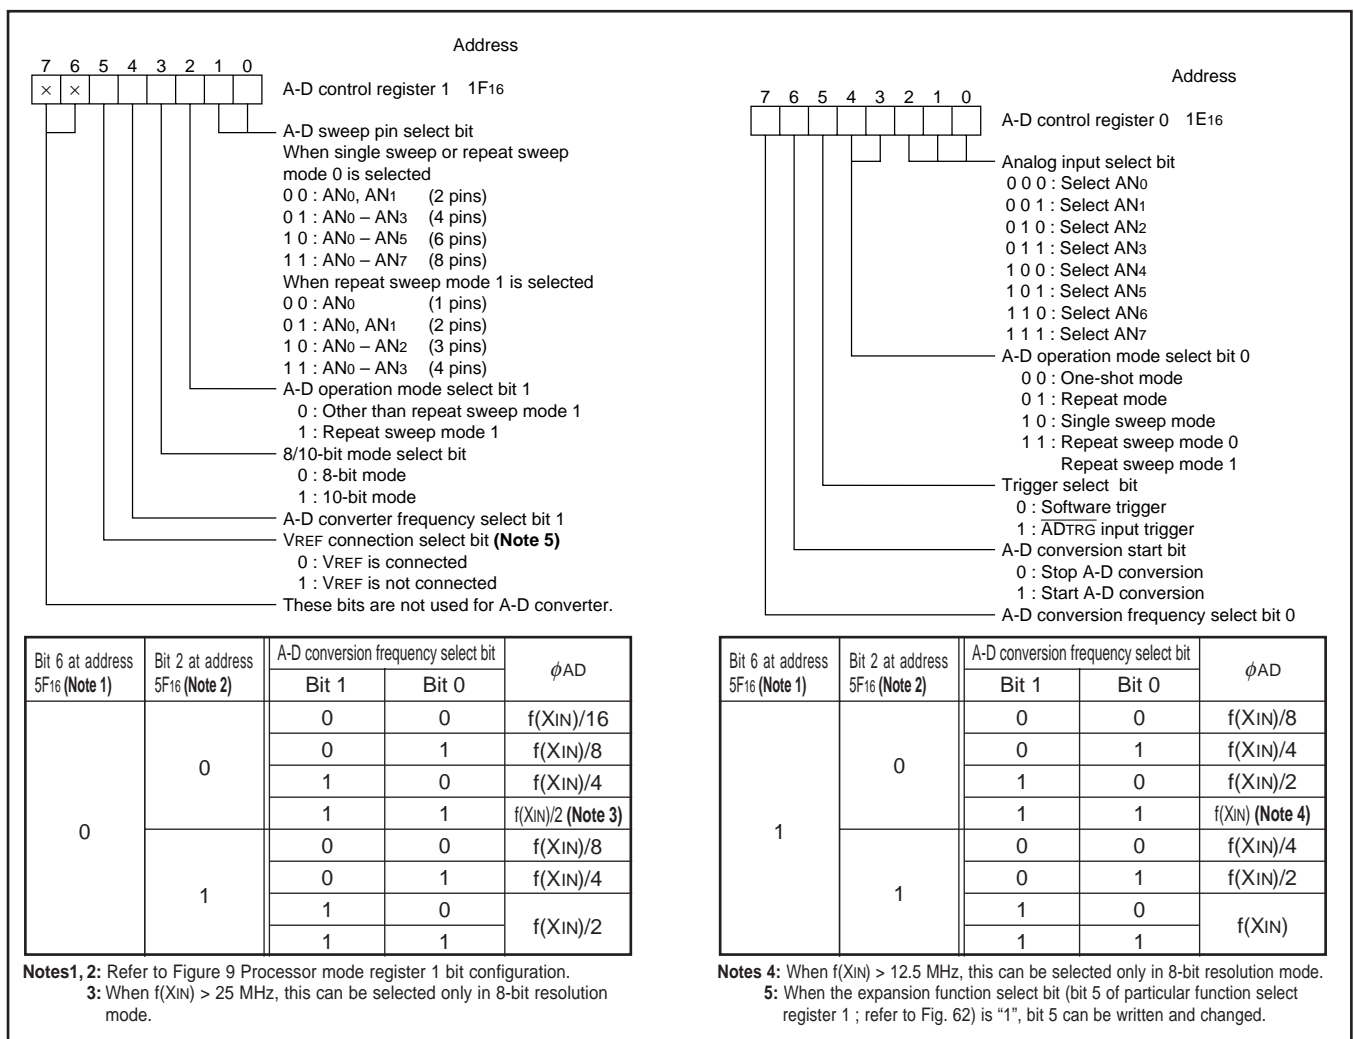 Address
7 6 5 4 3 2 1 0
× ×
A-D control register 1 1F16
A-D sweep pin select bit
When single sweep or repeat sweep
mode 0 is selected
0 0 : AN0, AN1 (2 pins)
0 1 : AN0 – AN3 (4 pins)
1 0 : AN0 – AN5 (6 pins)
1 1 : AN0 – AN7 (8 pins)
When repeat sweep mode 1 is selected
0 0 : AN0 (1 pins)
0 1 : AN0, AN1 (2 pins)
1 0 : AN0 – AN2 (3 pins)
1 1 : AN0 – AN3 (4 pins)
A-D operation mode select bit 1
0 : Other than repeat sweep mode 1
1 : Repeat sweep mode 1
8/10-bit mode select bit
0 : 8-bit mode
1 : 10-bit mode
A-D converter frequency select bit 1
VREF connection select bit (Note 5)
0 : VREF is connected
1 : VREF is not connected
These bits are not used for A-D converter.
Address
7 6 5 4 3 2 1 0
A-D control register 0 1E16
Analog input select bit
0 0 0 : Select AN0
0 0 1 : Select AN1
0 1 0 : Select AN2
0 1 1 : Select AN3
1 0 0 : Select AN4
1 0 1 : Select AN5
1 1 0 : Select AN6
1 1 1 : Select AN7
A-D operation mode select bit 0
0 0 : One-shot mode
0 1 : Repeat mode
1 0 : Single sweep mode
1 1 : Repeat sweep mode 0
Repeat sweep mode 1
Trigger select bit
0 : Software trigger
1 : ADTRG input trigger
A-D conversion start bit
0 : Stop A-D conversion
1 : Start A-D conversion
A-D conversion frequency select bit 0
Bit 6 at address
5F16 (Note 1)
Bit 2 at address
5F16 (Note 2)
A-D conversion frequency select bit
Bit 1 Bit 0
φAD
0
0
0 0 f(XIN)/16
0 1 f(XIN)/8
1 0 f(XIN)/4
1 1 f(XIN)/2 (Note 3)
1
0 0 f(XIN)/8
0 1 f(XIN)/4
1 0
1 1
f(XIN)/2
Notes1, 2: Refer to Figure 9 Processor mode register 1 bit configuration.
3: When f(XIN) > 25 MHz, this can be selected only in 8-bit resolution
mode.
Bit 6 at address
5F16 (Note 1)
Bit 2 at address
5F16 (Note 2)
A-D conversion frequency select bit
Bit 1 Bit 0
φAD
1
0
0 0 f(XIN)/8
0 1 f(XIN)/4
1 0 f(XIN)/2
1 1 f(XIN) (Note 4)
1
0 0 f(XIN)/4
0 1 f(XIN)/2
1 0
1 1
f(XIN)
Notes 4: When f(XIN) > 12.5 MHz, this can be selected only in 8-bit resolution mode.
5: When the expansion function select bit (bit 5 of particular function select
register 1 ; refer to Fig. 62) is “1”, bit 5 can be written and changed.